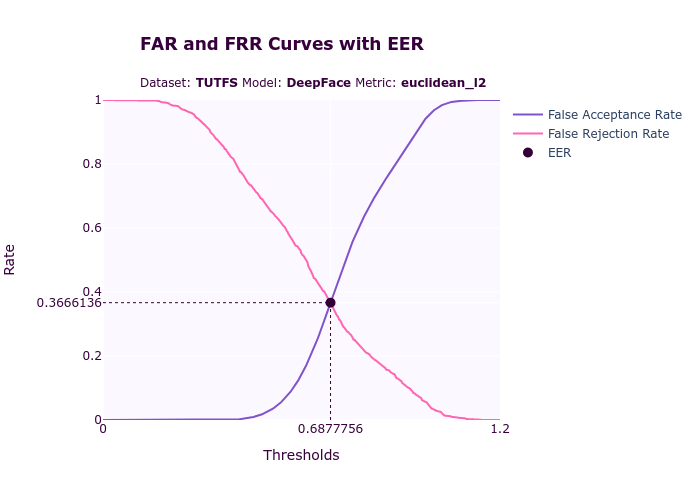 FAR and FRR Curves with EER
Dataset: TUTFS Model: DeepFace Metric: euclidean_l2
False Acceptance Rate
False Rejection Rate
EER
Rate
1
0.8
0.6
0.4
0.3666136
0.2
0
0
0.6877756
1.2
Thresholds